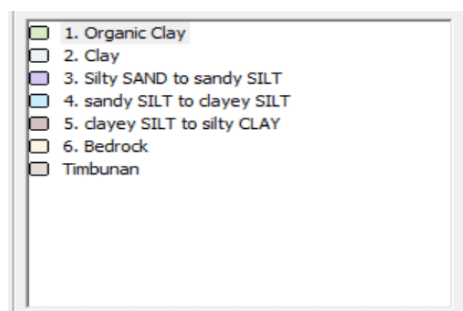 1. Organic Clay
2. Clay
3. Silty SAND to sandy SILT
4. sandy SILT to clayey SILT
5. clayey SILT to silty CLAY
6. Bedrock
Timbunan